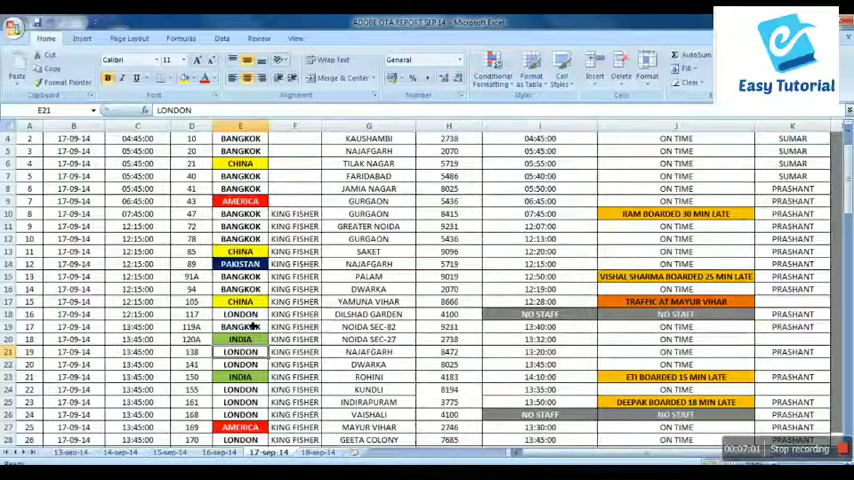 ADOBE OTA REPORT SEP 14 - Microsoft Excel
Home Insert Page Layout Formulas Data Review
Easy Tutorial
Cut
Copy
Paste
Format Painter
Calibri 11
B I U
Wrap Text
Merge & Center
General
Conditional Formatting
Format as Table
Cell Styles
Insert Delete Format
AutoSum
Fill
Clear
Clipboard Font Alignment Number Styles Cells
E21 LONDON
A B C D E F G H I J K
4 2 17-09-14 04:45:00 10 BANGKOK KAUSHAMBI 2738 04:45:00 ON TIME SUMAR
5 3 17-09-14 04:45:00 20 BANGKOK NAJAFGARH 2070 04:45:00 ON TIME SUMAR
6 4 17-09-14 05:45:00 21 CHINA TILAK NAGAR 5719 05:55:00 ON TIME SUMAR
7 5 17-09-14 05:45:00 40 BANGKOK FARIDABAD 5486 05:40:00 ON TIME SUMAR
8 6 17-09-14 05:45:00 41 BANGKOK JAMIA NAGAR 8025 05:50:00 ON TIME PRASHANT
9 7 17-09-14 06:45:00 43 AMERICA GURGAON 5436 06:45:00 ON TIME PRASHANT
10 8 17-09-14 07:45:00 47 BANGKOK KING FISHER GURGAON 8415 07:45:00 RAM BOARDED 30 MIN LATE PRASHANT
11 9 17-09-14 12:15:00 72 BANGKOK KING FISHER GREATER NOIDA 9231 12:07:00 ON TIME PRASHANT
12 10 17-09-14 12:15:00 78 BANGKOK KING FISHER GURGAON 5436 12:13:00 ON TIME PRASHANT
13 11 17-09-14 12:15:00 85 CHINA KING FISHER SAKET 9096 12:20:00 ON TIME PRASHANT
14 12 17-09-14 12:15:00 89 PAKISTAN KING FISHER NAJAFGARH 5719 12:15:00 ON TIME PRASHANT
15 13 17-09-14 12:15:00 91A BANGKOK KING FISHER PALAM 9019 12:50:00 VISHAL SHARMA BOARDED 25 MIN LATE PRASHANT
16 14 17-09-14 12:15:00 94 BANGKOK KING FISHER DWARKA 2070 12:19:00 ON TIME PRASHANT
17 15 17-09-14 12:15:00 105 CHINA KING FISHER YAMUNA VIHAR 8666 12:28:00 TRAFFIC AT MAYUR VIHAR PRASHANT
18 16 17-09-14 12:15:00 117 LONDON KING FISHER DILSHAD GARDEN 4100 NO STAFF NO STAFF PRASHANT
19 17 17-09-14 13:45:00 119A BANGKOK KING FISHER NOIDA SEC-82 9231 13:40:00 ON TIME PRASHANT
20 18 17-09-14 13:45:00 120A INDIA KING FISHER NOIDA SEC-27 2738 13:30:00 ON TIME
21 19 17-09-14 13:45:00 138 LONDON KING FISHER NAJAFGARH 8472 13:20:00 ON TIME PRASHANT
22 20 17-09-14 13:45:00 141 LONDON KING FISHER DWARKA 8025 ON TIME
23 21 17-09-14 13:45:00 150 INDIA KING FISHER ROHINI 4183 14:10:00 ETI BOARDED 15 MIN LATE PRASHANT
24 22 17-09-14 13:45:00 155 LONDON KING FISHER KUNDLI 8194 13:35:00 ON TIME
25 23 17-09-14 13:45:00 161 LONDON KING FISHER INDIRAPURAM 3775 13:50:00 DEEPAK BOARDED 18 MIN LATE PRASHANT
26 24 17-09-14 13:45:00 168 LONDON KING FISHER VAISHALI 4100 NO STAFF NO STAFF PRASHANT
27 25 17-09-14 13:45:00 169 AMERICA KING FISHER MAYUR VIHAR 2746 13:30:00 ON TIME PRASHANT
28 26 17-09-14 13:45:00 170 LONDON KING FISHER GEETA COLONY 7685 13:45:00 ON TIME PRASHANT
13-sep-14 14-sep-14 15-sep-14 16-sep-14 17-sep-14 18-sep-14
00:07:01 Stop recording